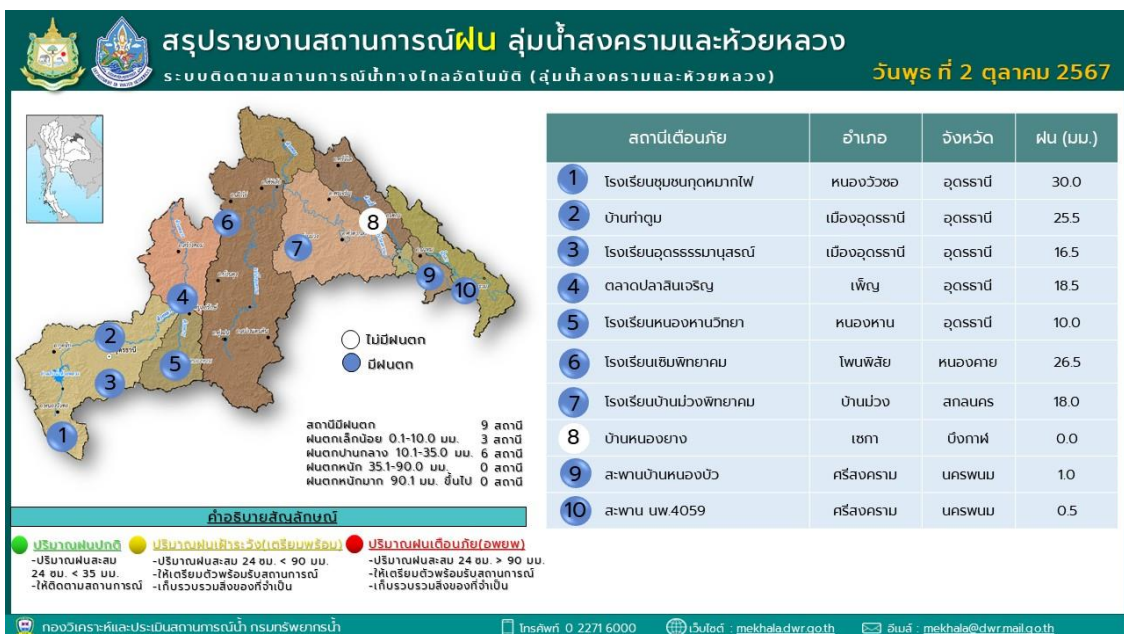 สรุปรายงานสถานการณ์ฝน ลุ่มน้ำสงครามและห้วยหลวง
ระบบติดตามสถานการณ์น้ำทางไกลอัตโนมัติ (ลุ่มน้ำสงครามและห้วยหลวง)
วันพุธ ที่ 2 ตุลาคม 2567
6
8
7
9
10
4
2
5
3
1
ไม่มีฝนตก
มีฝนตก
สถานีมีฝนตก 9 สถานี
ฝนตกเล็กน้อย 0.1-10.0 มม. 3 สถานี
ฝนตกปานกลาง 10.1-35.0 มม. 6 สถานี
ฝนตกหนัก 35.1-90.0 มม. 0 สถานี
ฝนตกหนักมาก 90.1 มม. ขึ้นไป 0 สถานี
สถานีเตือนภัย อำเภอ จังหวัด ฝน (มม.)
1 โรงเรียนชุมชนกุดหมากไฟ หนองวัวซอ อุดรธานี 30.0
2 บ้านท่าตูม เมืองอุดรธานี อุดรธานี 25.5
3 โรงเรียนอุดรธรรมานุสรณ์ เมืองอุดรธานี อุดรธานี 16.5
4 ตลาดปลาสินเจริญ เพ็ญ อุดรธานี 18.5
5 โรงเรียนหนองหานวิทยา หนองหาน อุดรธานี 10.0
6 โรงเรียนเซิมพิทยาคม โพนพิสัย หนองคาย 26.5
7 โรงเรียนบ้านม่วงพิทยาคม บ้านม่วง สกลนคร 18.0
8 บ้านหนองยาง เซกา บึงกาฬ 0.0
9 สะพานบ้านหนองบัว ศรีสงคราม นครพนม 1.0
10 สะพาน นพ.4059 ศรีสงคราม นครพนม 0.5
คำอธิบายสัญลักษณ์
ปริมาณฝนปกติ
-ปริมาณฝนสะสม
24 ชม. < 35 มม.
-ให้ติดตามสถานการณ์
ปริมาณฝนเฝ้าระวัง(เตรียมพร้อม)
-ปริมาณฝนสะสม 24 ชม. < 90 มม.
-ให้เตรียมตัวพร้อมรับสถานการณ์
-เก็บรวบรวมสิ่งของที่จำเป็น
ปริมาณฝนเตือนภัย(อพยพ)
-ปริมาณฝนสะสม 24 ชม. > 90 มม.
-ให้เตรียมตัวพร้อมรับสถานการณ์
-เก็บรวบรวมสิ่งของที่จำเป็น
กองวิเคราะห์และประเมินสถานการณ์น้ำ กรมทรัพยากรน้ำ โทรศัพท์ 0 2271 6000 เว็บไซต์ : mekhala.dwr.go.th อีเมล์ : mekhala@dwr.mail.go.th